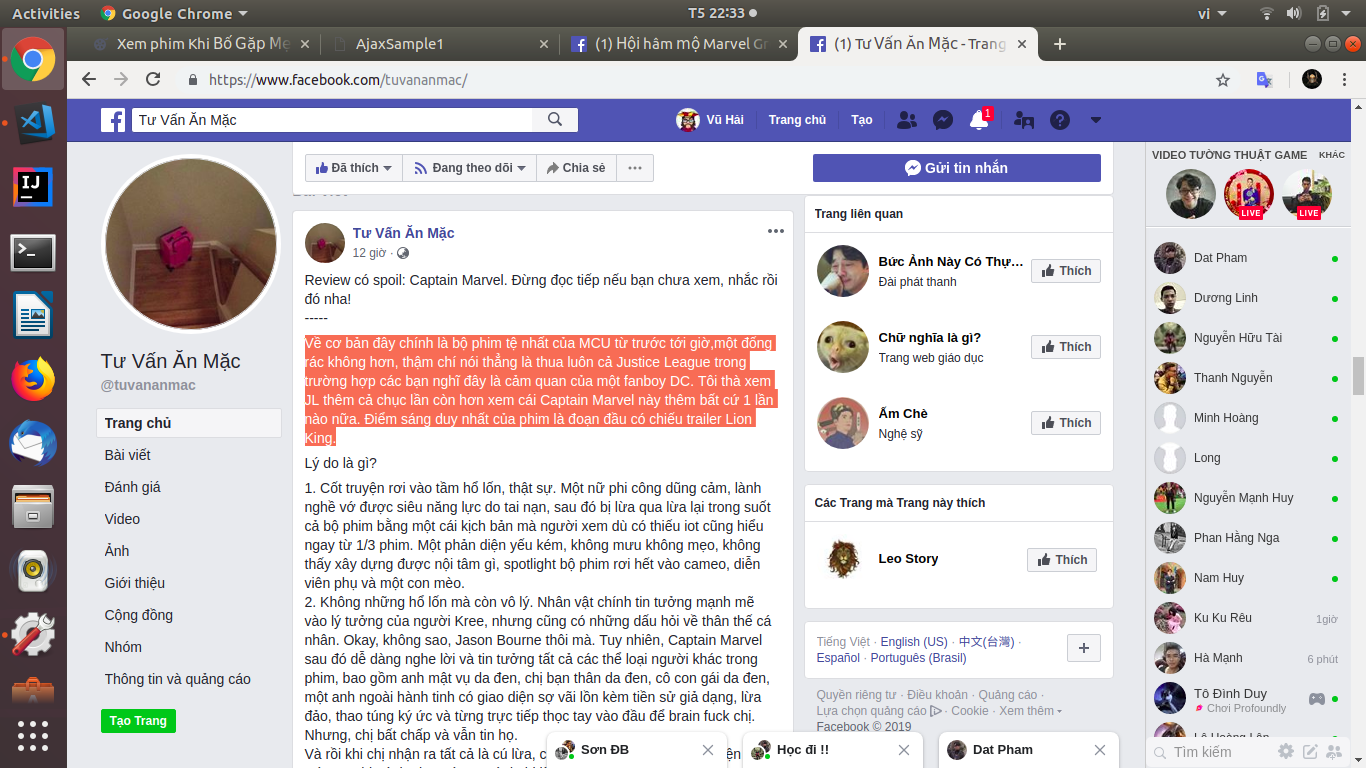 Activities
Google Chrome
T5 22:33
vi
Xem phim Khi Bố Gặp Mẹ
AjaxSample1
(1) Hội hâm mộ Marvel Gr
(1) Tư Vấn Ăn Mặc - Trang
https://www.facebook.com/tuvananmac/
Tư Vấn Ăn Mặc
Vũ Hải
Trang chủ
Tạo
1
Đã thích
Đang theo dõi
Chia sẻ
Gửi tin nhắn
Tư Vấn Ăn Mặc
@tuvananmac
Trang chủ
Bài viết
Đánh giá
Video
Ảnh
Giới thiệu
Cộng đồng
Nhóm
Thông tin và quảng cáo
Tạo Trang
Tư Vấn Ăn Mặc
12 giờ ·
Review có spoil: Captain Marvel. Đừng đọc tiếp nếu bạn chưa xem, nhắc rồi
đó nha!
-----
Về cơ bản đây chính là bộ phim tệ nhất của MCU từ trước tới giờ,một đống
rác không hơn, thậm chí nói thẳng là thua luôn cả Justice League trong
trường hợp các bạn nghĩ đây là cảm quan của một fanboy DC. Tôi thà xem
JL thêm cả chục lần còn hơn xem cái Captain Marvel này thêm bất cứ 1 lần
nào nữa. Điểm sáng duy nhất của phim là đoạn đầu có chiếu trailer Lion
King.
Lý do là gì?
1. Cốt truyện rơi vào tầm hổ lốn, thật sự. Một nữ phi công dũng cảm, lành
nghề vớ được siêu năng lực do tai nạn, sau đó bị lừa qua lừa lại trong suốt
cả bộ phim bằng một cái kịch bản mà người xem dù có thiếu iot cũng hiểu
ngay từ 1/3 phim. Một phản diện yếu kém, không mưu không mẹo, không
thấy xây dựng được nội tâm gì, spotlight bộ phim rơi hết vào cameo, diễn
viên phụ và một con mèo.
2. Không những hổ lốn mà còn vô lý. Nhân vật chính tin tưởng mạnh mẽ
vào lý tưởng của người Kree, nhưng cũng có những dấu hỏi về thân thế cá
nhân. Okay, không sao, Jason Bourne thôi mà. Tuy nhiên, Captain Marvel
sau đó dễ dàng nghe lời và tin tưởng tất cả các thể loại người khác trong
phim, bao gồm anh mật vụ da đen, chị bạn thân da đen, cô con gái da đen,
một anh ngoài hành tinh có giao diện sợ vãi lồn kèm tiền sử giả dạng, lừa
đảo, thao túng ký ức và từng trực tiếp thọc tay vào đầu để brain fuck chị.
Nhưng, chị bất chấp và vẫn tin họ.
Và rồi khi chị nhận ra tất cả là cú lừa, c
Trang liên quan
Bức Ảnh Này Có Thự...
Đài phát thanh
Thích
Chữ nghĩa là gì?
Trang web giáo dục
Thích
Ấm Chè
Nghệ sỹ
Thích
Các Trang mà Trang này thích
Leo Story
Thích
Tiếng Việt · English (US) · 中文(台灣) ·
Español · Português (Brasil)
Quyền riêng tư · Điều khoản · Quảng cáo ·
Lựa chọn quảng cáo · Cookie · Xem thêm
Facebook © 2019
VIDEO TƯỜNG THUẬT GAME
KHÁC
LIVE
LIVE
Dat Pham
Dương Linh
Nguyễn Hữu Tài
Thanh Nguyễn
Minh Hoàng
Long
Nguyễn Mạnh Huy
Phan Hằng Nga
Nam Huy
Ku Ku Rêu
1giờ
Hà Mạnh
6 phút
Tô Đình Duy
Chơi Profoundly
Lê Hoàng Lân
Tìm kiếm
Sơn ĐB
Học đi !!
Dat Pham